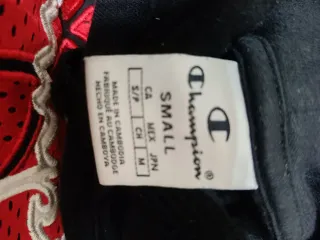 Champion®
SMALL
CA MEX JPN
S/P CH M
MADE IN CAMBODIA
FABRIQUÉ AU CAMBODGE
HECHO EN CAMBOYA